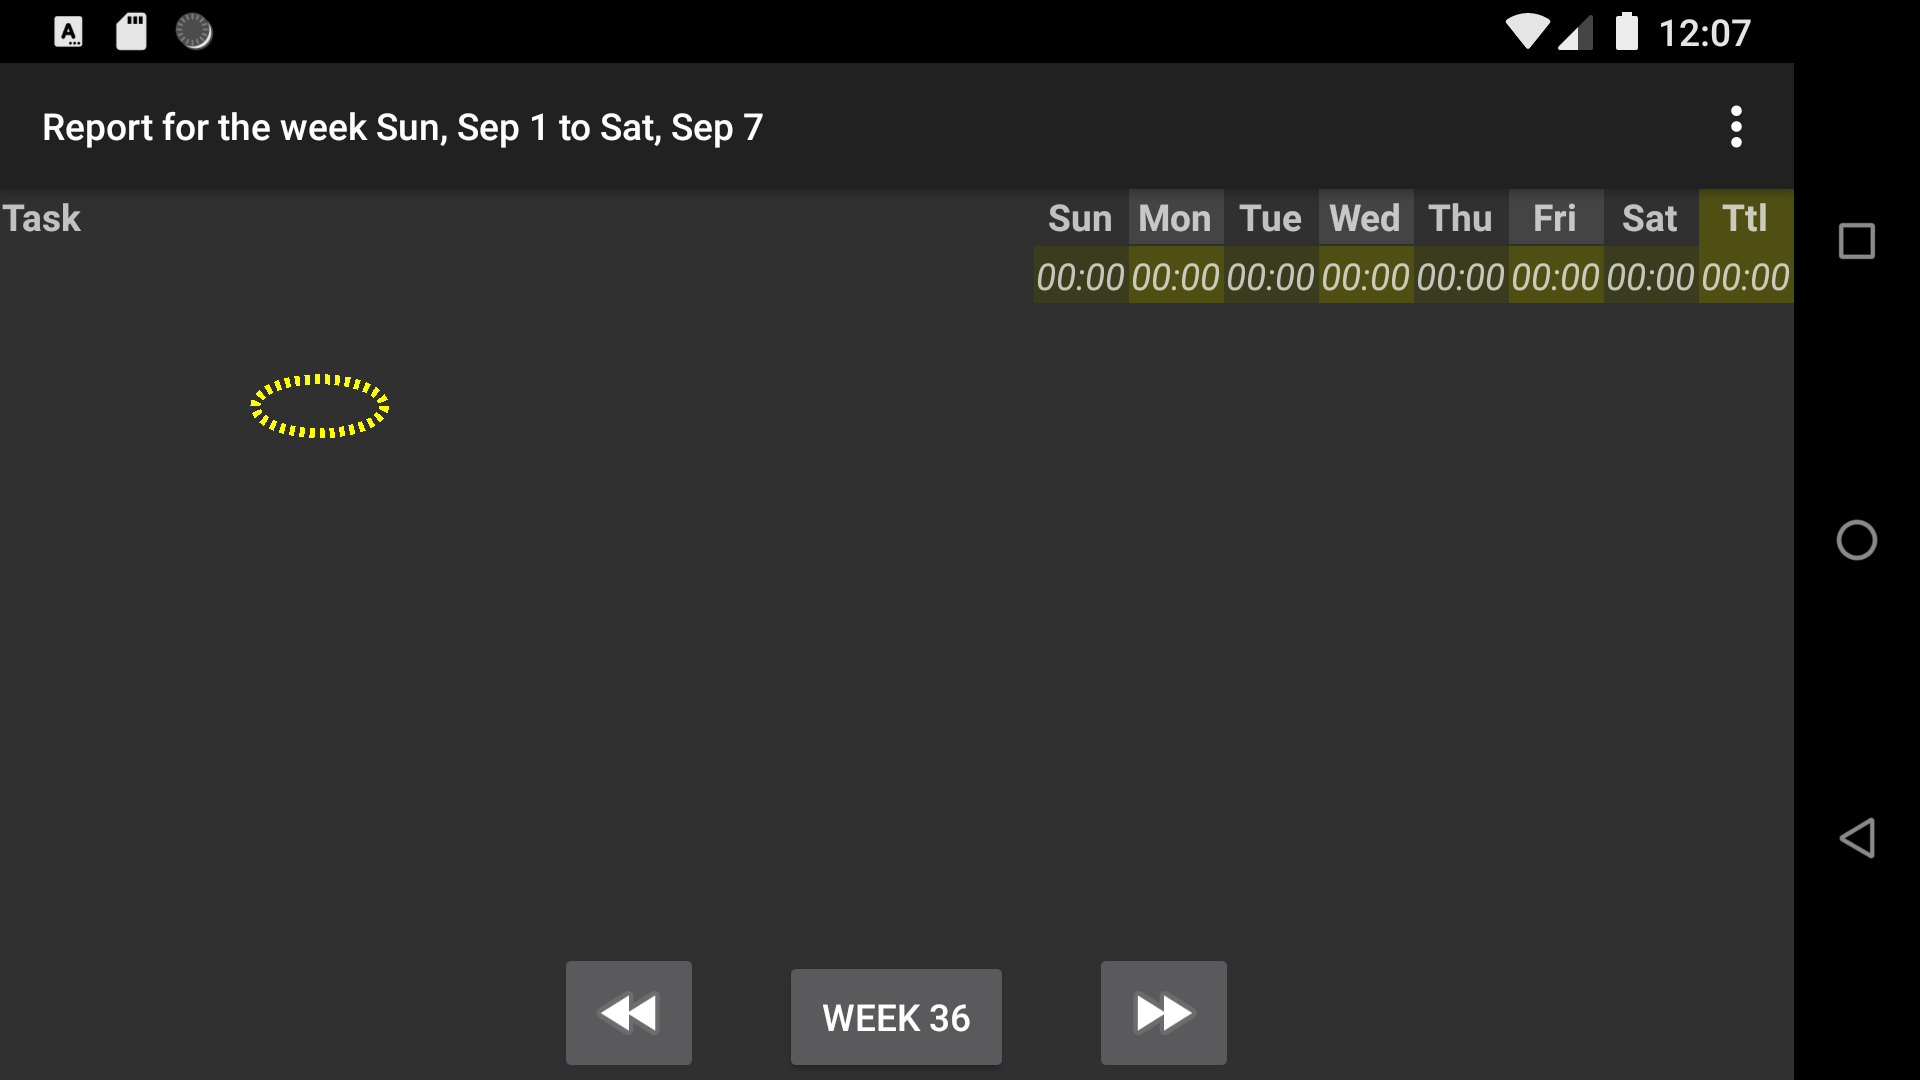 12:07
Report for the week Sun, Sep 1 to Sat, Sep 7
Task Sun Mon Tue Wed Thu Fri Sat Ttl
00:00 00:00 00:00 00:00 00:00 00:00 00:00 00:00
WEEK 36